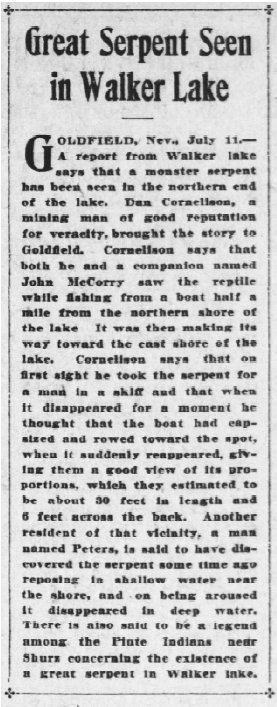 Great Serpent Seen
in Walker Lake
GOLDFIELD, Nev., July 11.—
A report from Walker lake
says that a monster serpent
has been seen in the northern end
of the lake. Dan Cornelison, a
mining man of good reputation
for veracity, brought the story to
Goldfield. Cornelison says that
both he and a companion named
John McCorry saw the reptile
while fishing from a boat half a
mile from the northern shore of
the lake It was then making its
way toward the east shore of the
lake. Cornelison says that on
first sight he took the serpent for
a man in a skiff and that when
it disappeared for a moment he
thought that the boat had cap-
sized and rowed toward the spot,
when it suddenly reappeared, giv-
ing them a good view of its pro-
portions, which they estimated to
be about 30 feet in length and
6 feet across the back. Another
resident of that vicinity, a man
named Peters, is said to have dis-
covered the serpent some time ago
reposing in shallow water near
the shore, and on being aroused
it disappeared in deep water.
There is also said to be a legend
among the Piute Indians near
Shurz concerning the existence of
a great serpent in Walker lake.